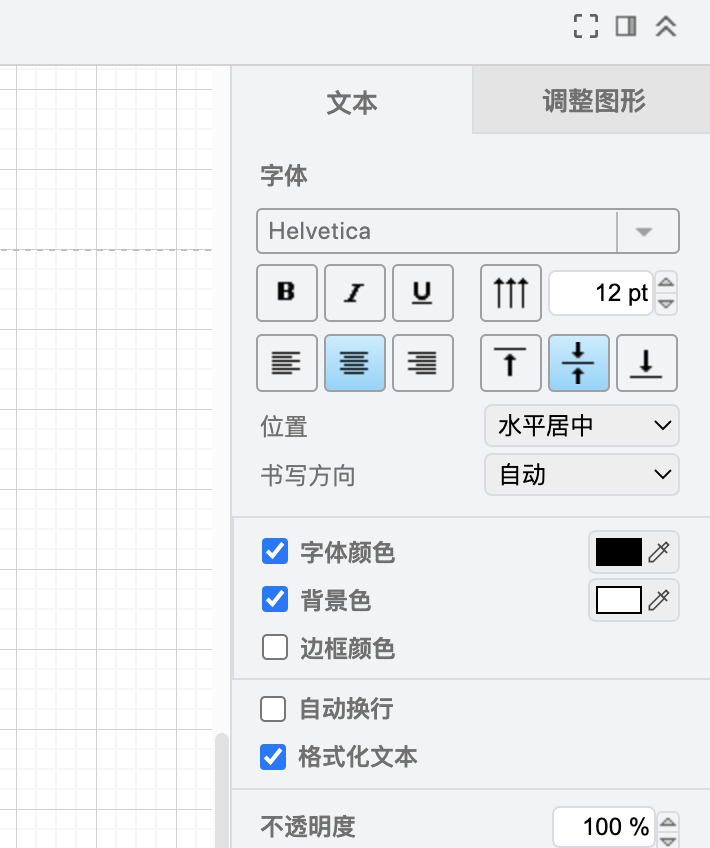 文本
调整图形
字体
Helvetica
B I U 12 pt
位置 水平居中
书写方向 自动
字体颜色
背景色
边框颜色
自动换行
格式化文本
不透明度 100 %